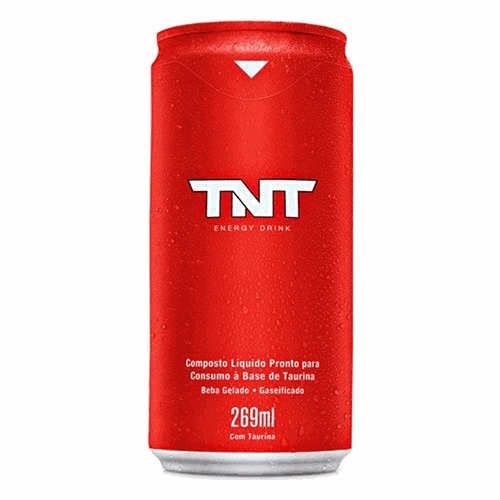 TNT
ENERGY DRINK
Composto Líquido Pronto para
Consumo à Base de Taurina
Beba Gelado • Gaseificado
269ml
Com Taurina